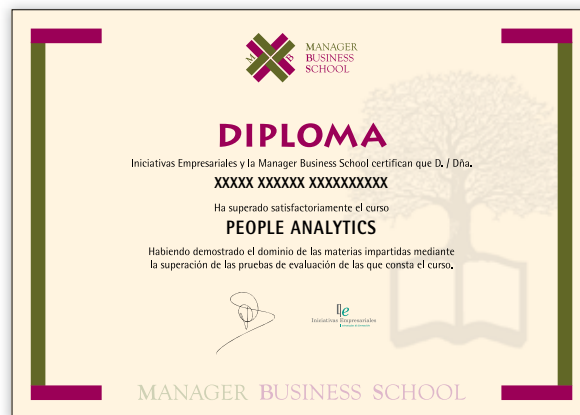 M B
MANAGER
BUSINESS
SCHOOL
DIPLOMA
Iniciativas Empresariales y la Manager Business School certifican que D. / Dña.
XXXXX XXXXXX XXXXXXXXXX
Ha superado satisfactoriamente el curso
PEOPLE ANALYTICS
Habiendo demostrado el dominio de las materias impartidas mediante
la superación de las pruebas de evaluación de las que consta el curso.
Iniciativas Empresariales
MANAGER BUSINESS SCHOOL